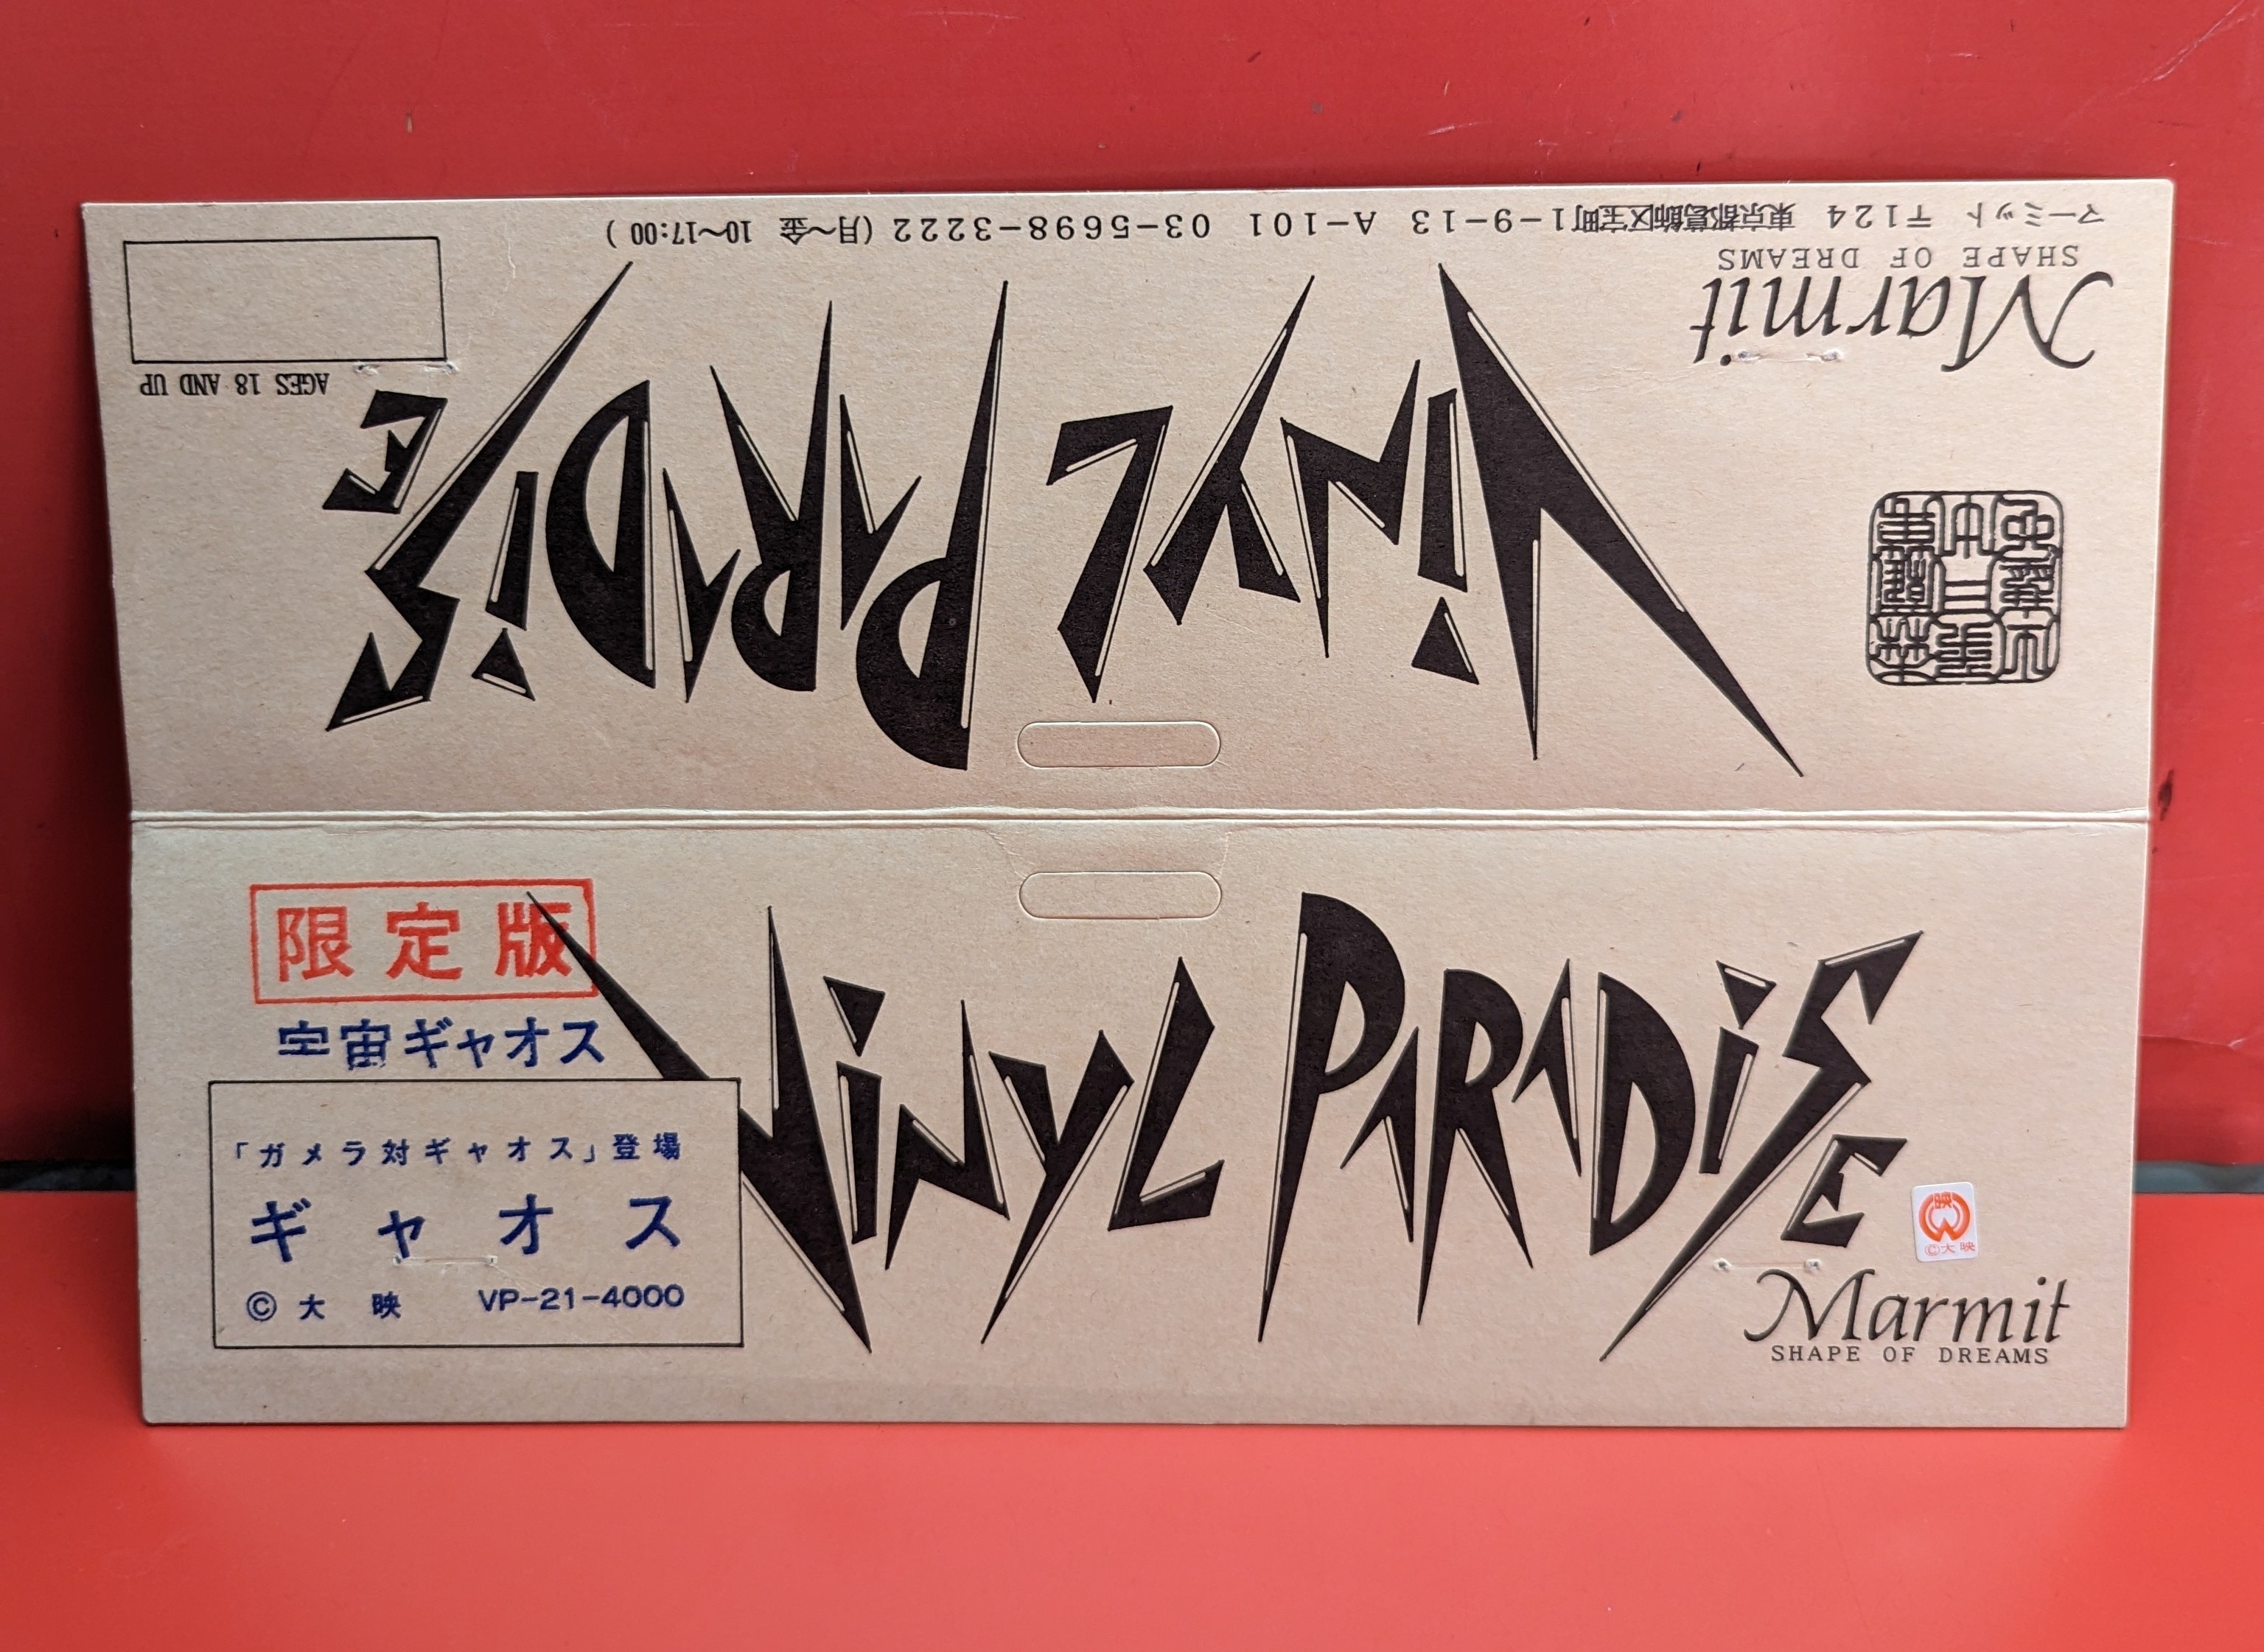 マーミット 〒124 東京都葛飾区宝町1-9-13 A-101 03-5698-3222 (月〜金 10〜17:00)
Marmit
SHAPE OF DREAMS
VINYL PARADISE
AGES 18 AND UP
限定版
宇宙ギャオス
「ガメラ対ギャオス」登場
ギャオス
© 大映 VP-21-4000
VINYL PARADISE
©大映
Marmit
SHAPE OF DREAMS